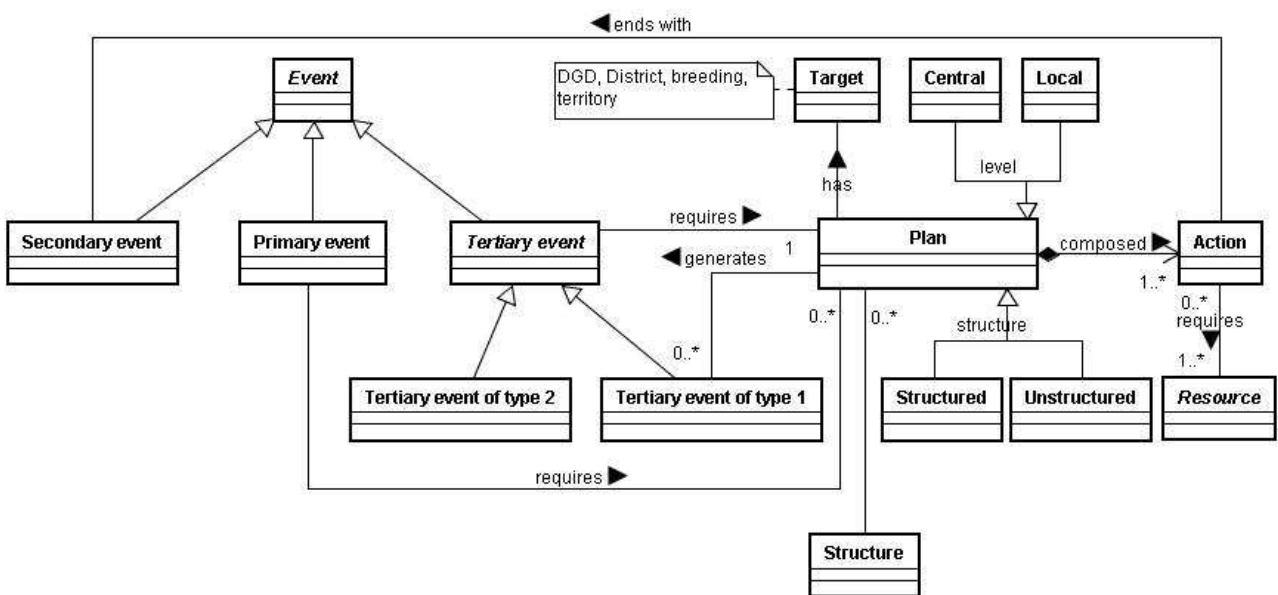 ends with
Event
DGD, District, breeding,
territory
Target
Central
Local
has
level
Secondary event
Primary event
Tertiary event
requires
Plan
composed
Action
1
generates
1..*
0..*
0..*
0..*
structure
requires
0..*
1..*
Tertiary event of type 2
Tertiary event of type 1
Structured
Unstructured
Resource
requires
Structure